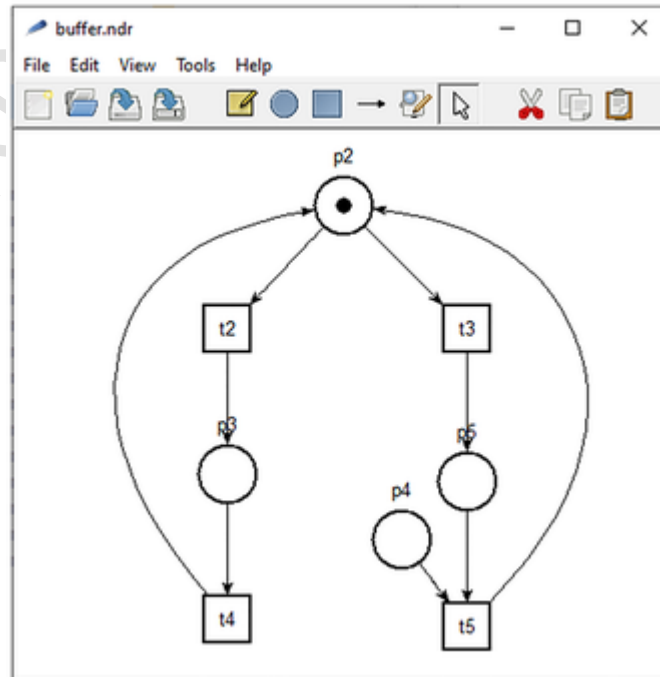 buffer.ndr
File Edit View Tools Help
p2
t2 t3
p3 p5
p4
t4 t5